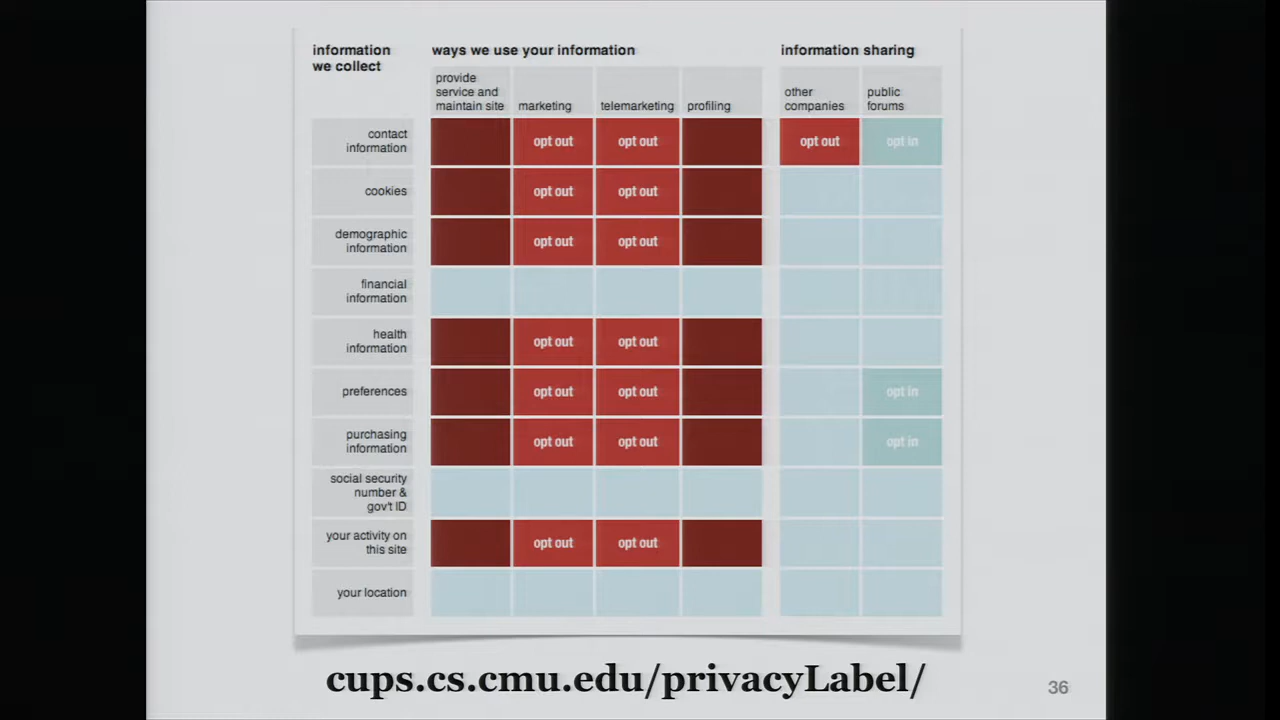 information
we collect
ways we use your information
information sharing
provide
service and
maintain site
marketing
telemarketing
profiling
other
companies
public
forums
contact
information
opt out
opt out
opt out
opt in
cookies
opt out
opt out
demographic
information
opt out
opt out
financial
information
health
information
opt out
opt out
preferences
opt out
opt out
opt in
purchasing
information
opt out
opt out
opt in
social security
number &
gov't ID
your activity on
this site
opt out
opt out
your location
cups.cs.cmu.edu/privacyLabel/
36